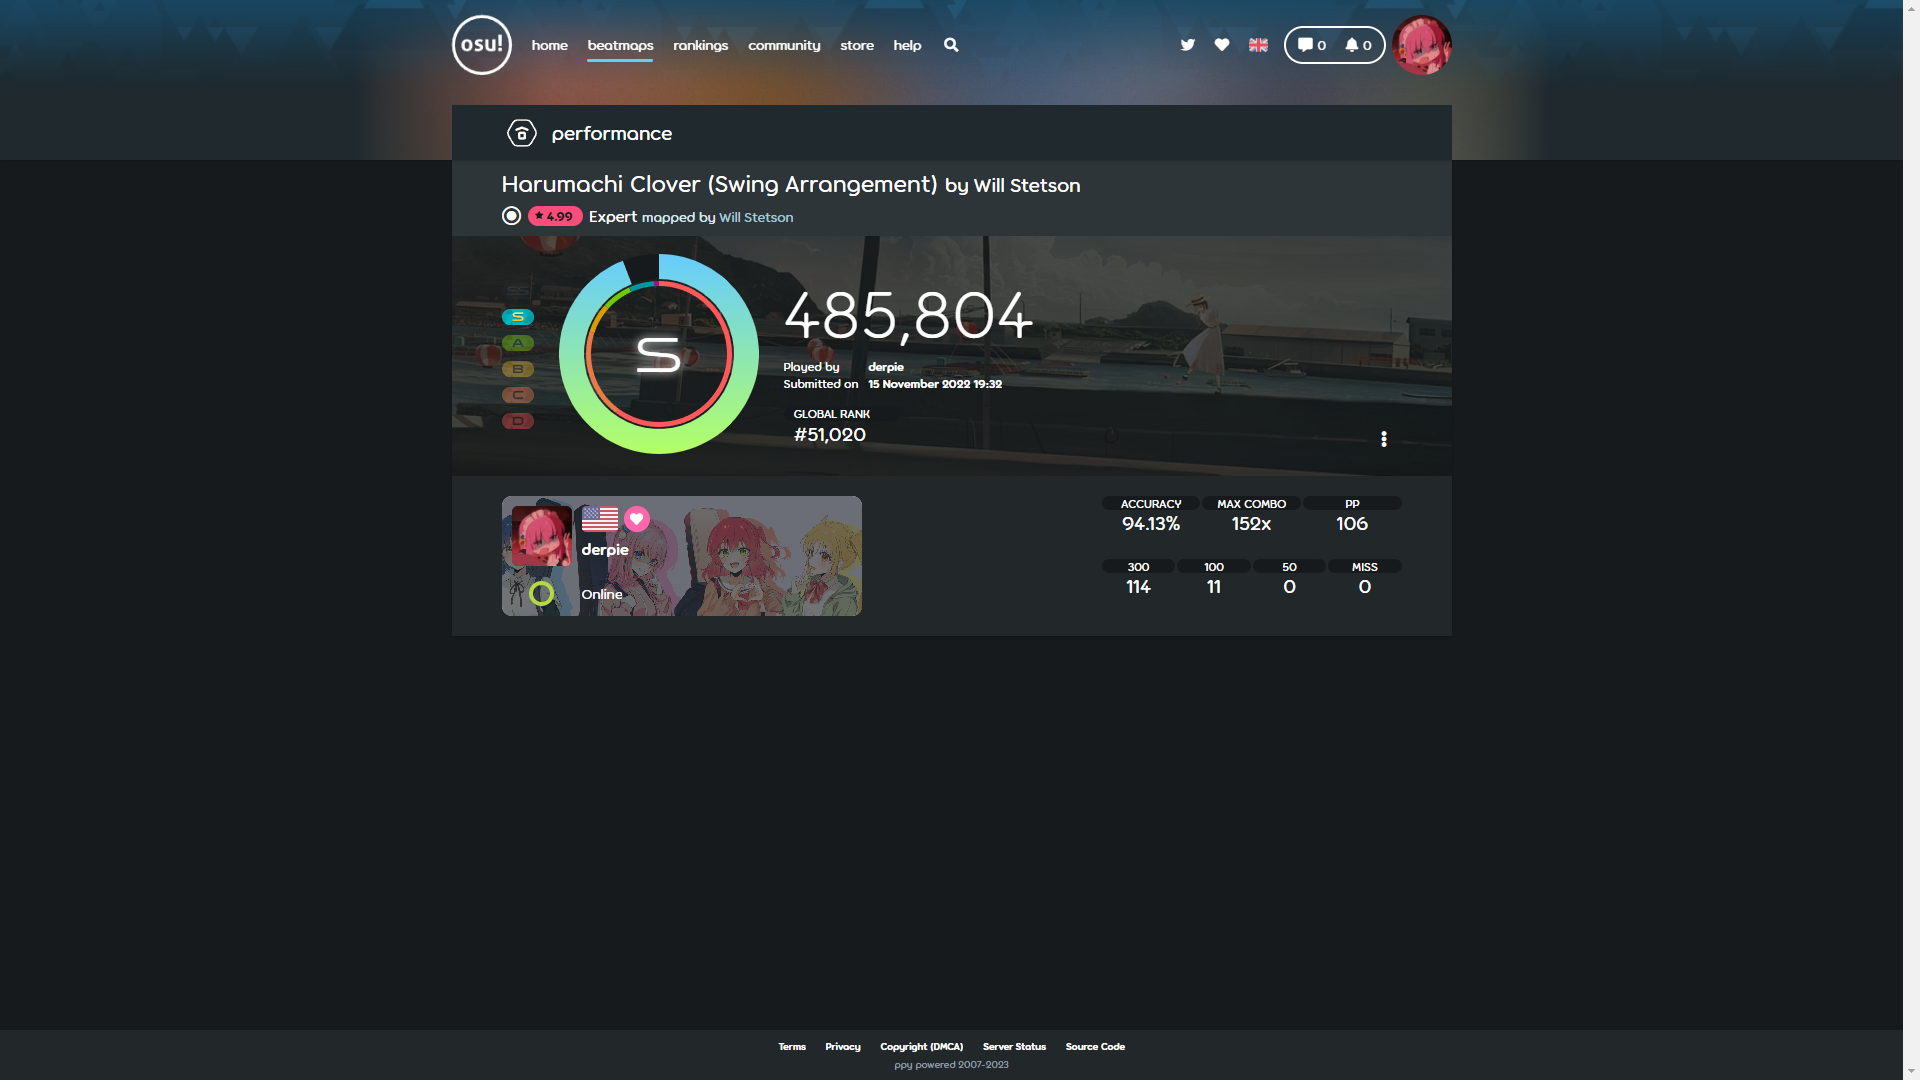 osu!
home beatmaps rankings community store help
0 0
performance
Harumachi Clover (Swing Arrangement) by Will Stetson
4.99 Expert mapped by Will Stetson
SS
S
A
B
C
D
S
485,804
Played by derpie
Submitted on 15 November 2022 19:32
GLOBAL RANK
#51,020
derpie
Online
ACCURACY MAX COMBO PP
94.13% 152x 106
300 100 50 MISS
114 11 0 0
Terms Privacy Copyright (DMCA) Server Status Source Code
ppy powered 2007-2023